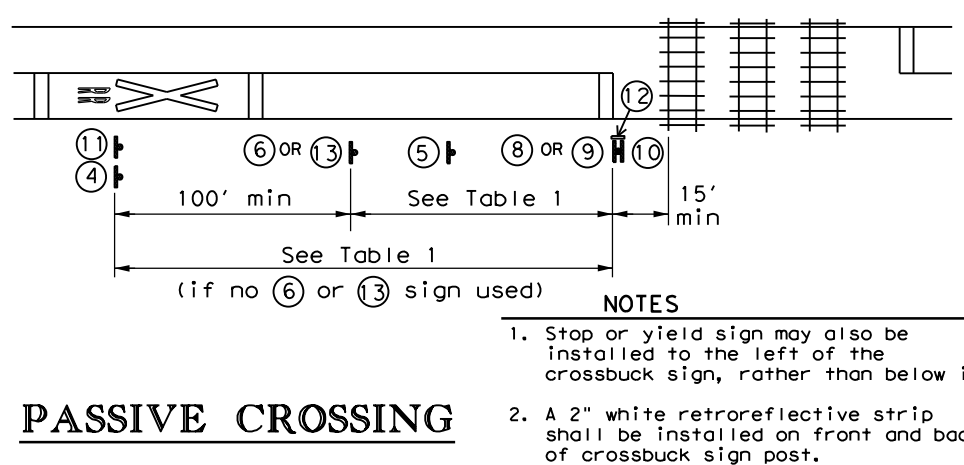 12
11
6 OR 13
5
8 OR 9
10
4
100' min
See Table 1
15'
min
See Table 1
(if no 6 or 13 sign used)
NOTES
1. Stop or yield sign may also be
installed to the left of the
crossbuck sign, rather than below i
PASSIVE CROSSING
2. A 2" white retroreflective strip
shall be installed on front and bac
of crossbuck sign post.